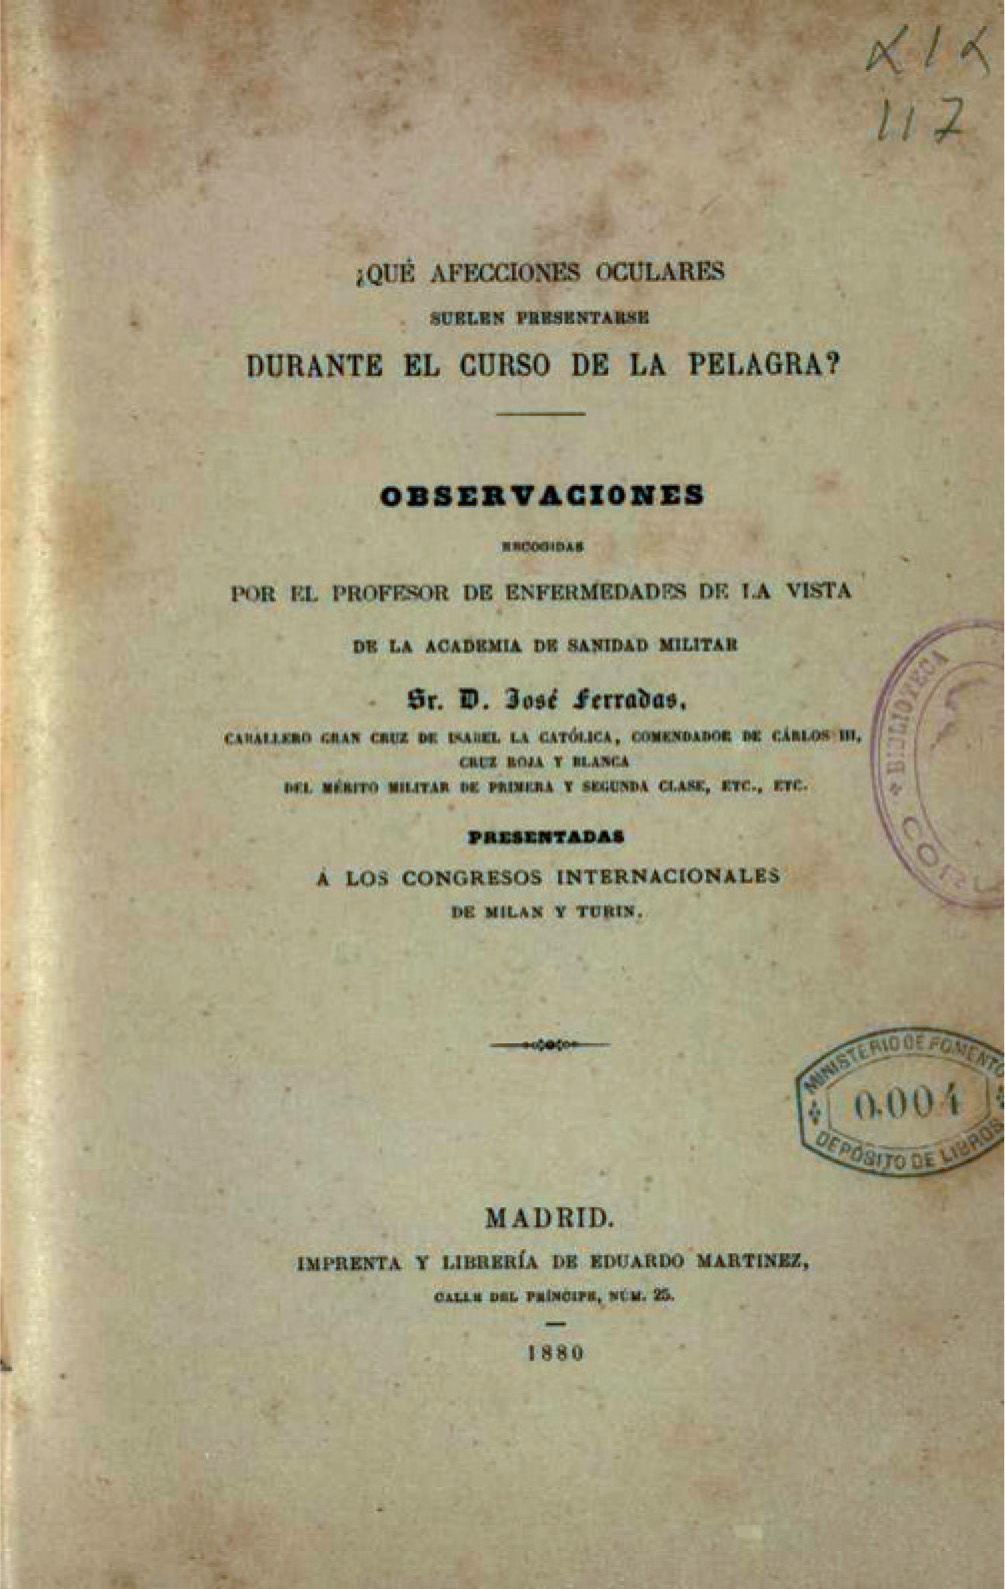 117
¿QUÉ AFECCIONES OCULARES
SUELEN PRESENTARSE
DURANTE EL CURSO DE LA PELAGRA?
OBSERVACIONES
RECOGIDAS
POR EL PROFESOR DE ENFERMEDADES DE LA VISTA
DE LA ACADEMIA DE SANIDAD MILITAR
Sr. D. José Ferradas,
CABALLERO GRAN CRUZ DE ISABEL LA CATÓLICA, COMENDADOR DE CÁRLOS III,
CRUZ ROJA Y BLANCA
DEL MÉRITO MILITAR DE PRIMERA Y SEGUNDA CLASE, ETC., ETC.
PRESENTADAS
Á LOS CONGRESOS INTERNACIONALES
DE MILAN Y TURIN.
BIBLIOTECA
MINISTERIO DE FOMENTO
0.004
DEPÓSITO DE LIBROS
MADRID.
IMPRENTA Y LIBRERÍA DE EDUARDO MARTINEZ,
CALLE DEL PRÍNCIPE, NÚM. 25.
1880